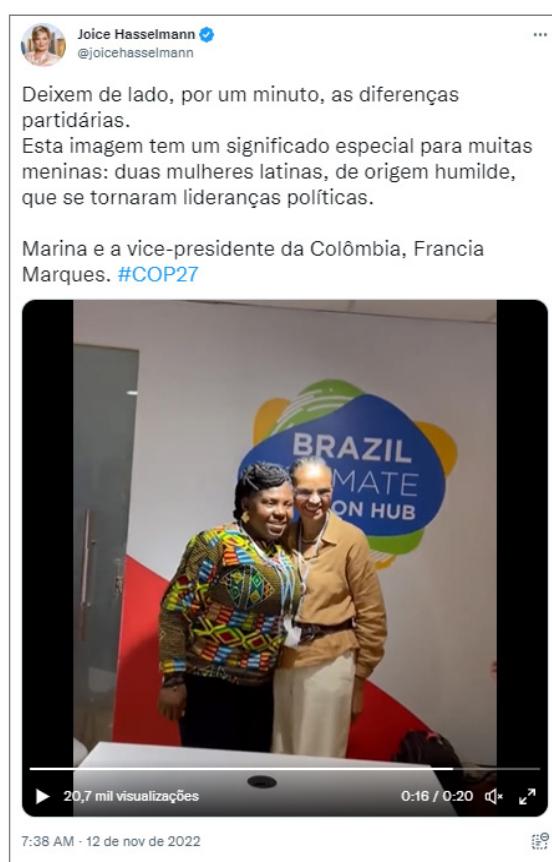 Joice Hasselmann
@joicehasselmann
Deixem de lado, por um minuto, as diferenças
partidárias.
Esta imagem tem um significado especial para muitas
meninas: duas mulheres latinas, de origem humilde,
que se tornaram lideranças políticas.
Marina e a vice-presidente da Colômbia, Francia
Marques. #COP27
BRAZIL
MATE
ON HUB
20,7 mil visualizações
0:16 / 0:20
7:38 AM · 12 de nov de 2022